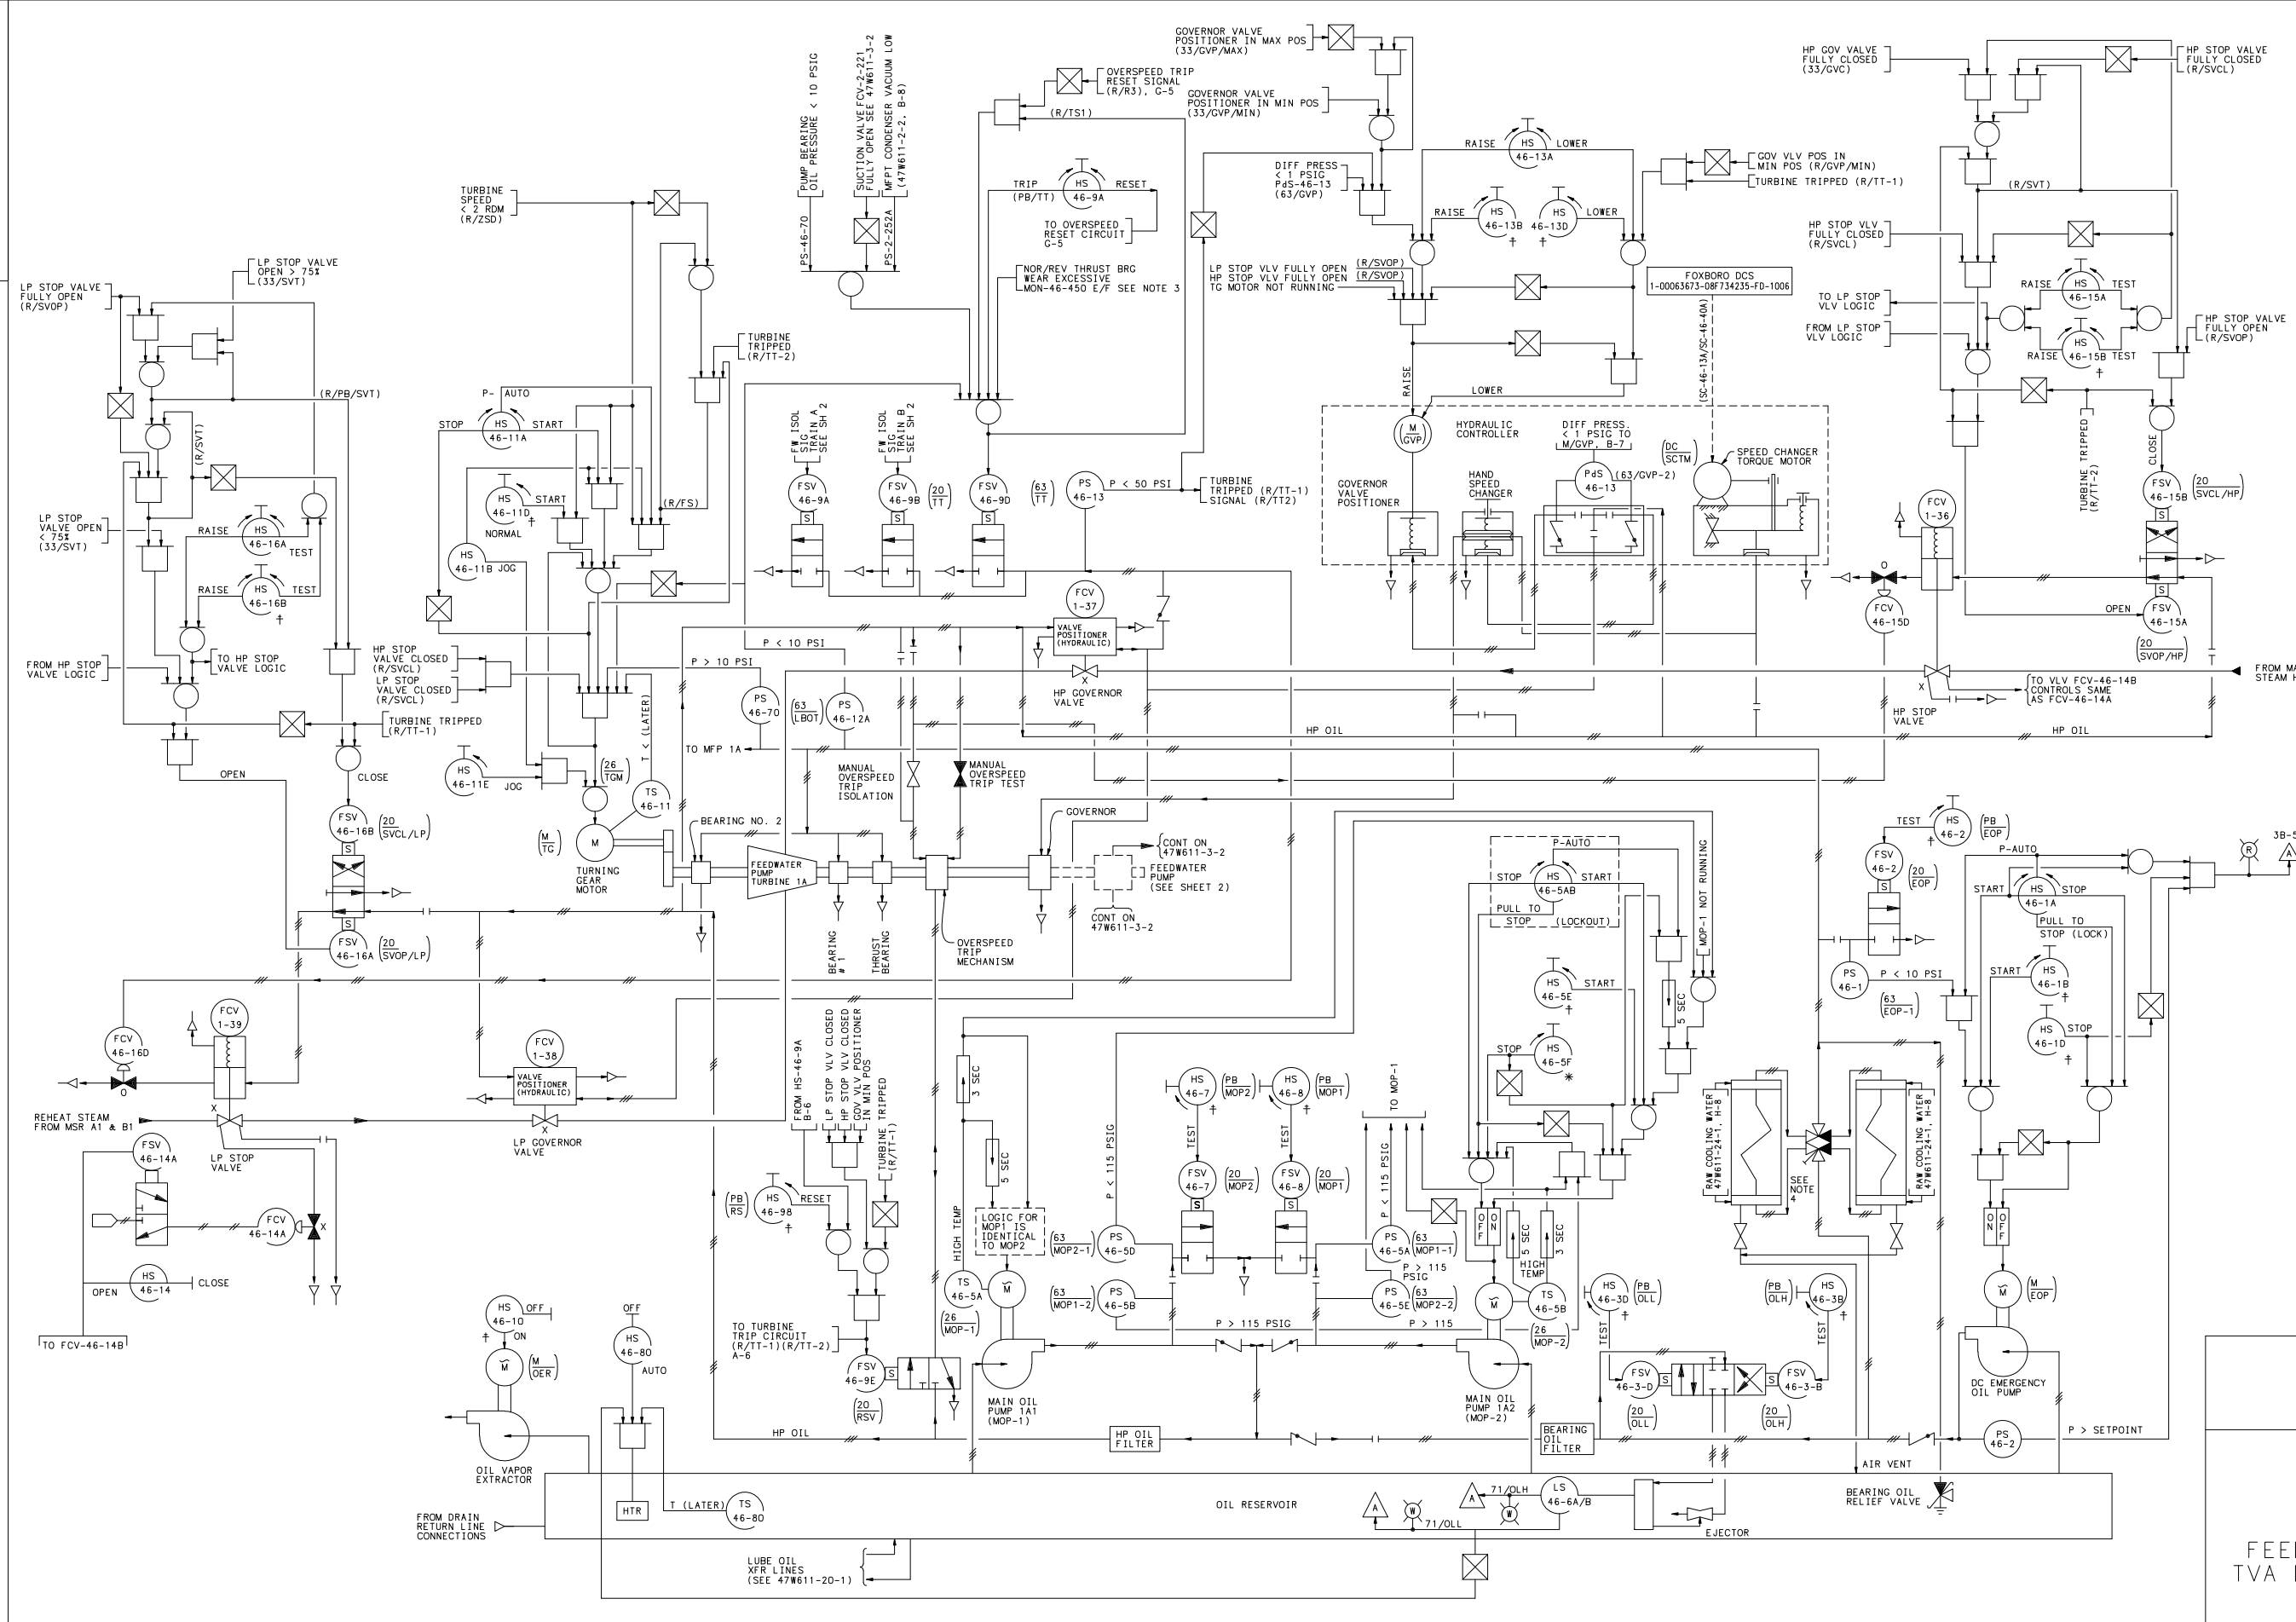 GOVERNOR VALVE
POSITIONER IN MAX POS
(33/GVP/MAX)
OVERSPEED TRIP
RESET SIGNAL
(R/R3), G-5
GOVERNOR VALVE
POSITIONER IN MIN POS
(33/GVP/MIN)
(R/TS1)
HP GOV VALVE
FULLY CLOSED
(33/GVC)
HP STOP VALVE
FULLY CLOSED
(R/SVCL)
PUMP BEARING
OIL PRESSURE < 10 PSIG
SUCTION VALVE FCV-2-221
FULLY OPEN SEE 47W611-3-2
MFPT CONDENSER VACUUM LOW
(47W611-2-2, B-8)
PS-46-70
PS-2-252A
TURBINE
SPEED
< 2 RDM
(R/ZSD)
TRIP
(PB/TT)
HS
46-9A
RESET
TO OVERSPEED
RESET CIRCUIT
G-5
DIFF PRESS
< 1 PSIG
PdS-46-13
(63/GVP)
RAISE
HS
46-13A
LOWER
RAISE
HS
46-13B
†
HS
46-13D
†
LOWER
GOV VLV POS IN
MIN POS (R/GVP/MIN)
TURBINE TRIPPED (R/TT-1)
(R/SVT)
HP STOP VLV
FULLY CLOSED
(R/SVCL)
NOR/REV THRUST BRG
WEAR EXCESSIVE
MON-46-450 E/F SEE NOTE 3
LP STOP VLV FULLY OPEN
HP STOP VLV FULLY OPEN
TG MOTOR NOT RUNNING
(R/SVOP)
(R/SVOP)
FOXBORO DCS
1-00063673-08F734235-FD-1006
(SC-46-13A/SC-46-40A)
TO LP STOP
VLV LOGIC
FROM LP STOP
VLV LOGIC
RAISE
HS
46-15A
TEST
HS
46-15B
RAISE
TEST
†
HP STOP VALVE
FULLY OPEN
(R/SVOP)
LP STOP VALVE
OPEN > 75%
(33/SVT)
LP STOP VALVE
FULLY OPEN
(R/SVOP)
(R/PB/SVT)
(R/SVT)
LP STOP
VALVE OPEN
< 75%
(33/SVT)
RAISE
HS
46-16A
TEST
RAISE
HS
46-16B
TEST
†
TO HP STOP
VALVE LOGIC
FROM HP STOP
VALVE LOGIC
TURBINE
TRIPPED
(R/TT-2)
P-AUTO
STOP
HS
46-11A
START
HS
46-11D
START
†
NORMAL
HS
46-11B
JOG
(R/FS)
FW ISOL
SIG
TRAIN A
SEE SH 2
FW ISOL
SIG
TRAIN B
SEE SH 2
FSV
46-9A
S
FSV
46-9B
S
(20
TT)
FSV
46-9D
S
(63
TT)
PS
46-13
P < 50 PSI
TURBINE
TRIPPED (R/TT-1)
SIGNAL (R/TT2)
RAISE
LOWER
M
GVP
HYDRAULIC
CONTROLLER
DIFF PRESS.
< 1 PSIG TO
M/GVP, B-7
PdS
46-13
(63/GVP-2)
DC
SCTM
SPEED CHANGER
TORQUE MOTOR
GOVERNOR
VALVE
POSITIONER
HAND
SPEED
CHANGER
TURBINE TRIPPED
(R/TT-2)
CLOSE
FSV
46-15B
S
(20
SVCL/HP)
FCV
1-36
O
FCV
46-15D
OPEN
S
FSV
46-15A
(20
SVOP/HP)
HP STOP
VALVE CLOSED
(R/SVCL)
LP STOP
VALVE CLOSED
(R/SVCL)
TURBINE TRIPPED
(R/TT-1)
P < 10 PSI
P > 10 PSI
FCV
1-37
VALVE
POSITIONER
(HYDRAULIC)
X
HP GOVERNOR
VALVE
PS
46-70
(63
LBOT)
PS
46-12A
TO MFP 1A
HP OIL
HP OIL
X
HP STOP
VALVE
TO VLV FCV-46-14B
CONTROLS SAME
AS FCV-46-14A
FROM MA
STEAM H
OPEN
CLOSE
HS
46-11E
JOG
(26
TGM)
T < (LATER)
TS
46-11
M
TG
M
TURNING
GEAR
MOTOR
MANUAL
OVERSPEED
TRIP
ISOLATION
MANUAL
OVERSPEED
TRIP TEST
BEARING NO. 2
GOVERNOR
FEEDWATER
PUMP
TURBINE 1A
CONT ON
47W611-3-2
FEEDWATER
PUMP
(SEE SHEET 2)
CONT ON
47W611-3-2
OVERSPEED
TRIP
MECHANISM
BEARING
# 1
THRUST
BEARING
FSV
46-16B
S
(20
SVCL/LP)
S
FSV
46-16A
(20
SVOP/LP)
P-AUTO
STOP
HS
46-5AB
START
PULL TO
STOP
(LOCKOUT)
MOP-1 NOT RUNNING
HS
46-5E
START
†
5 SEC
STOP
HS
46-5F
*
TEST
HS
46-2
†
(PB
EOP)
FSV
46-2
S
(20
EOP)
PS
46-1
P < 10 PSI
(63
EOP-1)
P-AUTO
START
HS
46-1A
STOP
PULL TO
STOP (LOCK)
START
HS
46-1B
†
HS
46-1D
STOP
†
R
3B-5
A
FCV
46-16D
O
FCV
1-39
FCV
1-38
VALVE
POSITIONER
(HYDRAULIC)
X
LP GOVERNOR
VALVE
REHEAT STEAM
FROM MSR A1 & B1
X
LP STOP
VALVE
FSV
46-14A
FCV
46-14A
X
OPEN
HS
46-14
CLOSE
TO FCV-46-14B
FROM HS-46-9A
B-6
LP STOP VLV CLOSED
HP STOP VLV CLOSED
GOV VLV POSITIONER
IN MIN POS
TURBINE TRIPPED
(R/TT-1)
(PB
RS)
HS
46-98
RESET
†
3 SEC
5 SEC
HIGH TEMP
LOGIC FOR
MOP1 IS
IDENTICAL
TO MOP2
P < 115 PSIG
HS
46-7
†
(PB
MOP2)
TEST
FSV
46-7
S
(20
MOP2)
HS
46-8
†
(PB
MOP1)
TEST
FSV
46-8
S
(20
MOP1)
TO MOP-1
P < 115 PSIG
(63
MOP2-1)
PS
46-5D
PS
46-5A
(63
MOP1-1)
P > 115
PSIG
(63
MOP1-2)
PS
46-5B
PS
46-5E
(63
MOP2-2)
P > 115 PSIG
P > 115
OFF
ON
5 SEC
3 SEC
HIGH
TEMP
TS
46-5A
(26
MOP-1)
M
M
TS
46-5B
(26
MOP-2)
HS
46-3D
(PB
OLL)
TEST
(PB
OLH)
HS
46-3B
†
TEST
RAW COOLING WATER
47W611-24-1, H-8
SEE
NOTE
4
RAW COOLING WATER
47W611-24-1, H-8
ON
OFF
M
(M
EOP)
DC EMERGENCY
OIL PUMP
HS
46-10
OFF
†
ON
M
(M
OER)
OIL VAPOR
EXTRACTOR
OFF
HS
46-80
AUTO
TO TURBINE
TRIP CIRCUIT
(R/TT-1)(R/TT-2)
A-6
FSV
46-9E
S
(20
RSV)
MAIN OIL
PUMP 1A1
(MOP-1)
MAIN OIL
PUMP 1A2
(MOP-2)
FSV
46-3-D
S
(20
OLL)
S
FSV
46-3-B
(20
OLH)
HP OIL
HP OIL
FILTER
BEARING
OIL
FILTER
PS
46-2
P > SETPOINT
AIR VENT
HTR
T (LATER)
TS
46-80
OIL RESERVOIR
A
W
71/OLL
A
71/OLH
W
LS
46-6A/B
EJECTOR
BEARING OIL
RELIEF VALVE
FROM DRAIN
RETURN LINE
CONNECTIONS
LUBE OIL
XFR LINES
(SEE 47W611-20-1)
FEE
TVA